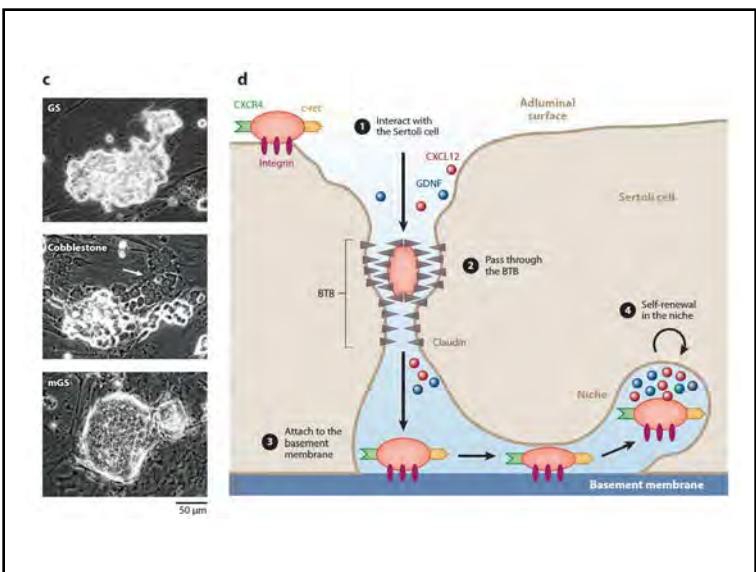 c
GS
Cobblestone
mGS
50 µm
d
CXCR4
c-RET
Integrin
1 Interact with
the Sertoli cell
Adluminal
surface
CXCL12
GDNF
Sertoli cell
BTB
2 Pass through
the BTB
Claudin
4 Self-renewal
in the niche
Niche
3 Attach to the
basement
membrane
Basement membrane